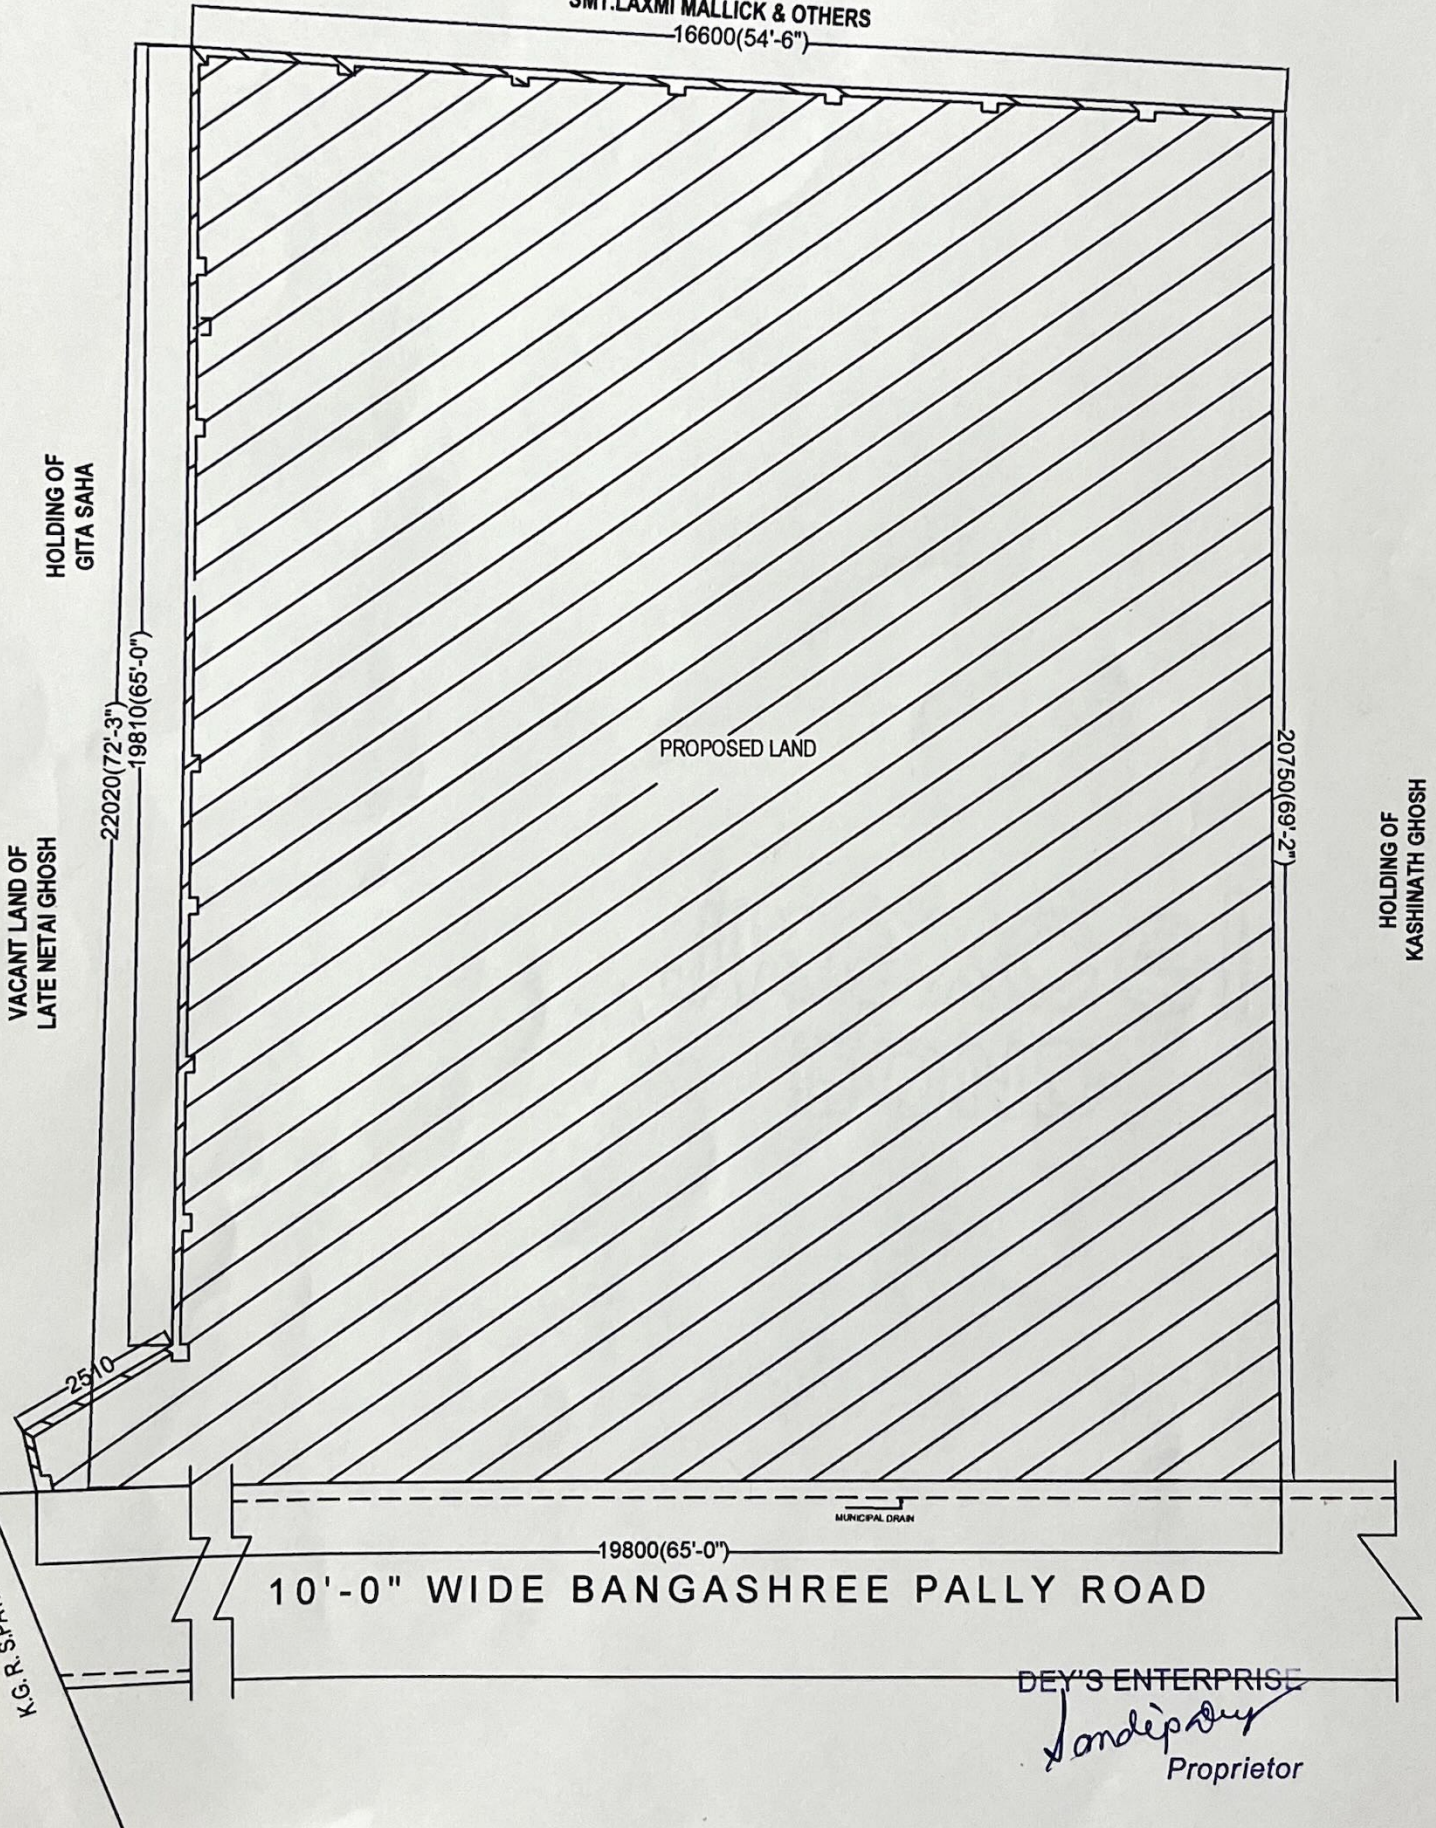 SMT.LAXMI MALLICK & OTHERS
16600(54'-6")
HOLDING OF
GITA SAHA
22020(72'-3")
19810(65'-0")
PROPOSED LAND
20750(69'-2")
HOLDING OF
KASHINATH GHOSH
VACANT LAND OF
LATE NETAI GHOSH
2510
MUNICIPAL DRAIN
19800(65'-0")
10'-0" WIDE BANGASHREE PALLY ROAD
K.G. R. S.
DEY'S ENTERPRISE
Sandip Dey
Proprietor